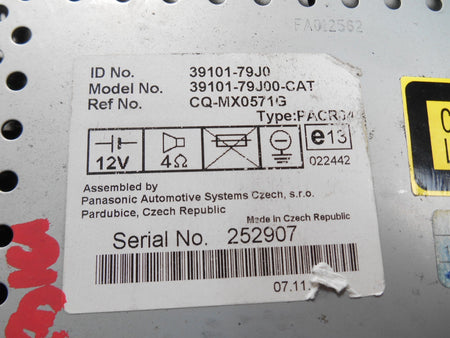 FA012562
ID No. 39101-79J0
Model No. 39101-79J00-CAT
Ref No. CQ-MX0571G
Type:PACR04
12V 4Ω e13
022442
Assembled by
Panasonic Automotive Systems Czech, s.r.o.
Pardubice, Czech Republic
Made in Czech Republic
Serial No. 252907
07.11.